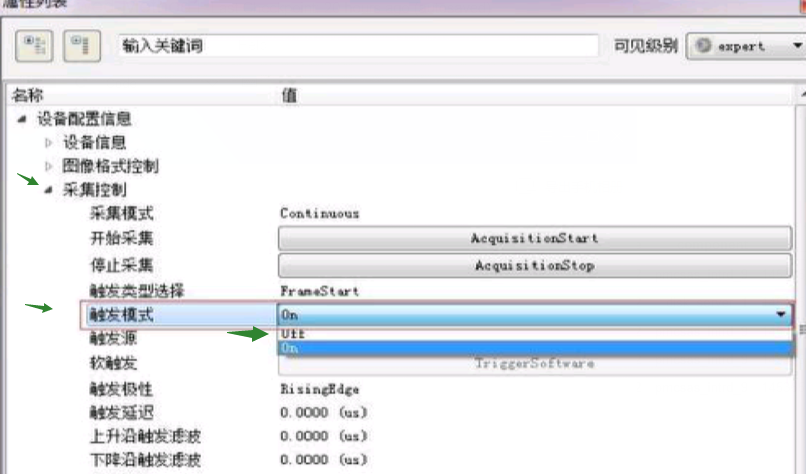 属性列表
输入关键词 可见级别 expert
名称 值
设备配置信息
设备信息
图像格式控制
采集控制
采集模式 Continuous
开始采集 AcquisitionStart
停止采集 AcquisitionStop
触发类型选择 FrameStart
触发模式 On
触发源 Off
On
软触发 TriggerSoftware
触发极性 RisingEdge
触发延迟 0.0000 (us)
上升沿触发滤波 0.0000 (us)
下降沿触发滤波 0.0000 (us)